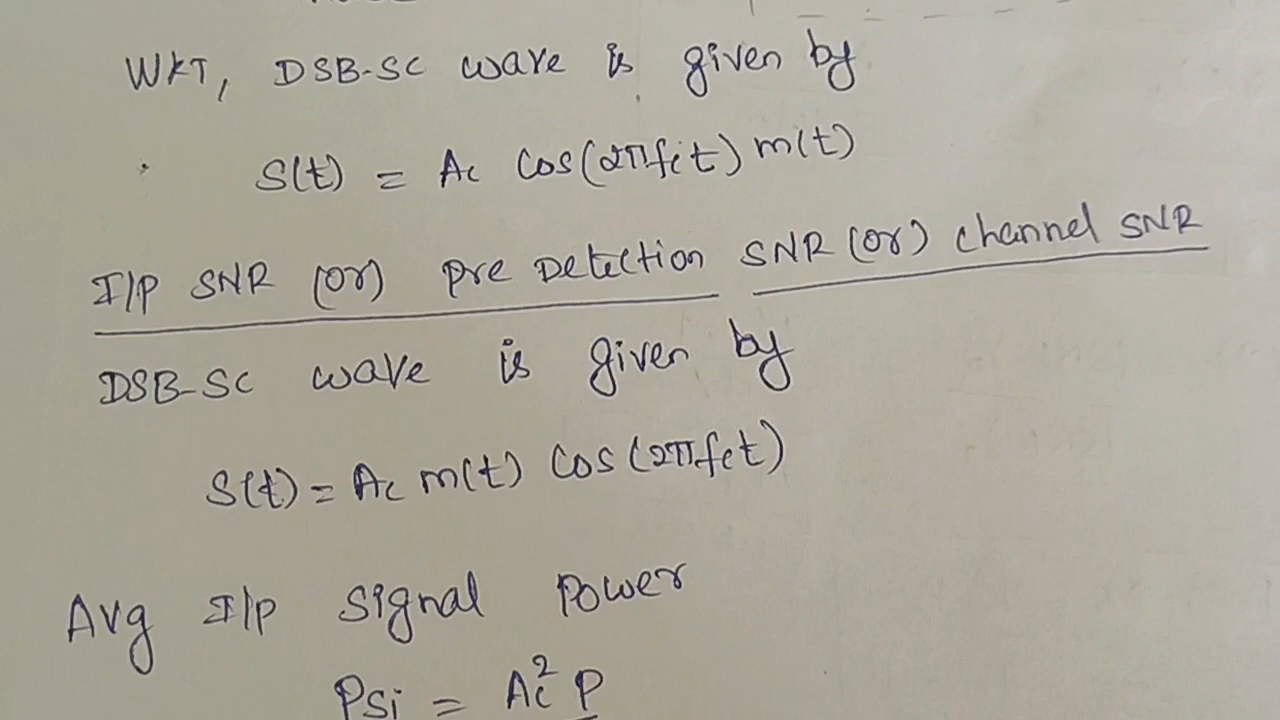 WKT, DSB-SC wave is given by
S(t) = Ac Cos(2πfct) m(t)
I/P SNR (or) Pre Detection SNR (or) Channel SNR
DSB-SC wave is given by
S(t) = Ac m(t) Cos(2πfct)
Avg I/p Signal Power
Psi = Ac² P